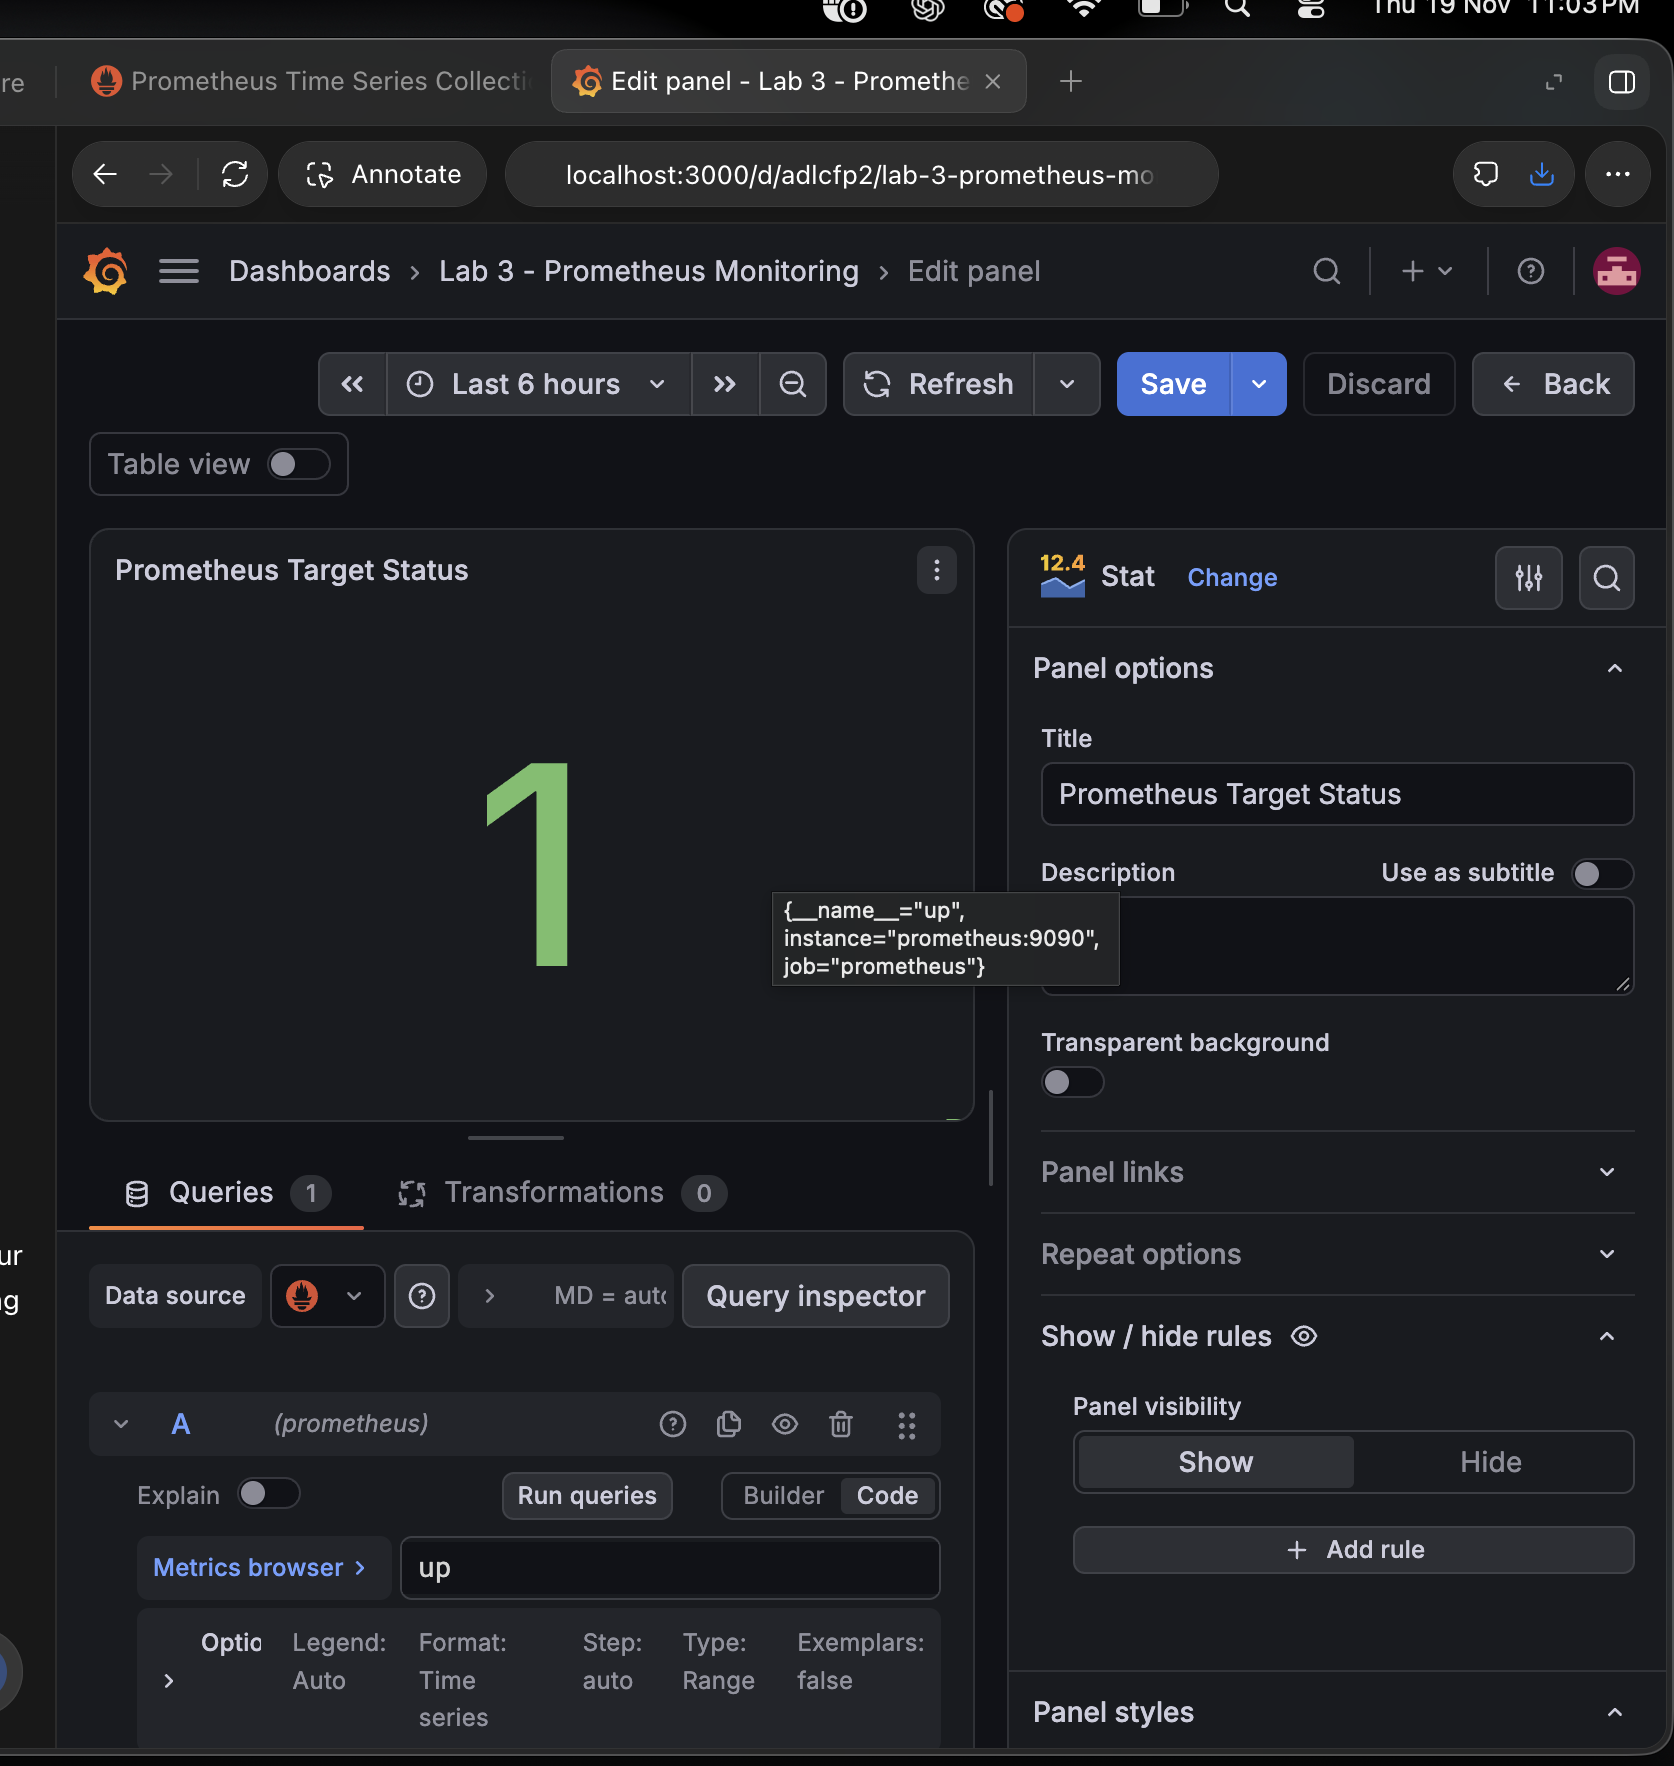 Thu 19 Nov 11:03 PM
re
Prometheus Time Series Collecti
Edit panel - Lab 3 - Promethe
Annotate
localhost:3000/d/adlcfp2/lab-3-prometheus-mo
Dashboards › Lab 3 - Prometheus Monitoring › Edit panel
Last 6 hours
Refresh
Save
Discard
Back
Table view
Prometheus Target Status
1
{__name__="up",
instance="prometheus:9090",
job="prometheus"}
12.4
Stat
Change
Panel options
Title
Prometheus Target Status
Description
Use as subtitle
Transparent background
Panel links
Repeat options
Show / hide rules
Panel visibility
Show
Hide
+ Add rule
Panel styles
Queries 1
Transformations 0
ur
ng
Data source
MD = auto
Query inspector
A
(prometheus)
Explain
Run queries
Builder
Code
Metrics browser >
up
Optio
Legend: Auto
Format: Time series
Step: auto
Type: Range
Exemplars: false